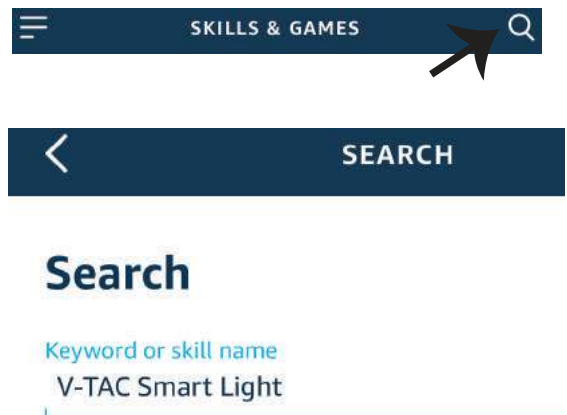 SKILLS & GAMES
SEARCH
Search
Keyword or skill name
V-TAC Smart Light